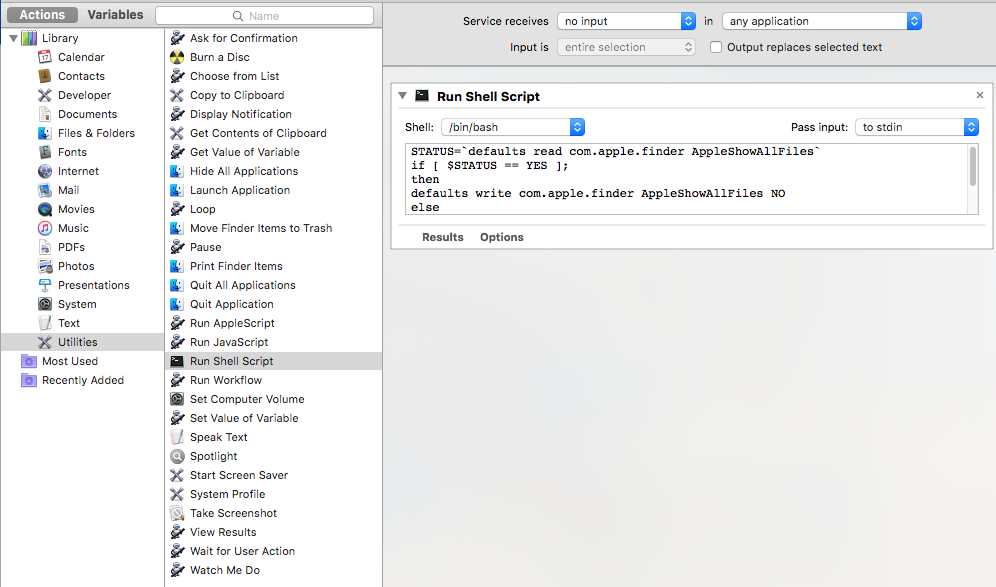 Actions Variables Name
Library
Calendar
Contacts
Developer
Documents
Files & Folders
Fonts
Internet
Mail
Movies
Music
PDFs
Photos
Presentations
System
Text
Utilities
Most Used
Recently Added
Ask for Confirmation
Burn a Disc
Choose from List
Copy to Clipboard
Display Notification
Get Contents of Clipboard
Get Value of Variable
Hide All Applications
Launch Application
Loop
Move Finder Items to Trash
Pause
Print Finder Items
Quit All Applications
Quit Application
Run AppleScript
Run JavaScript
Run Shell Script
Run Workflow
Set Computer Volume
Set Value of Variable
Speak Text
Spotlight
Start Screen Saver
System Profile
Take Screenshot
View Results
Wait for User Action
Watch Me Do
Service receives no input in any application
Input is entire selection Output replaces selected text
Run Shell Script
Shell: /bin/bash Pass input: to stdin
STATUS=`defaults read com.apple.finder AppleShowAllFiles`
if [ $STATUS == YES ];
then
defaults write com.apple.finder AppleShowAllFiles NO
else
Results Options